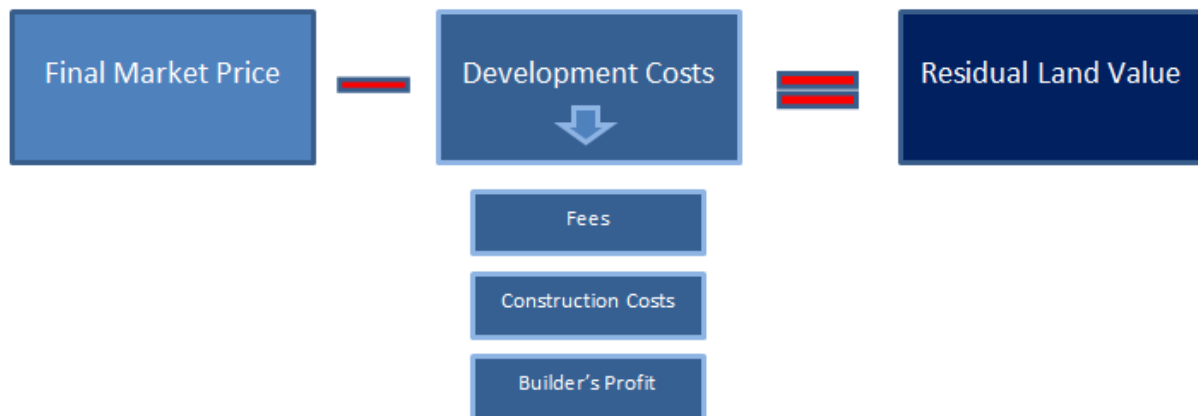 Final Market Price
Development Costs
Residual Land Value
Fees
Construction Costs
Builder’s Profit